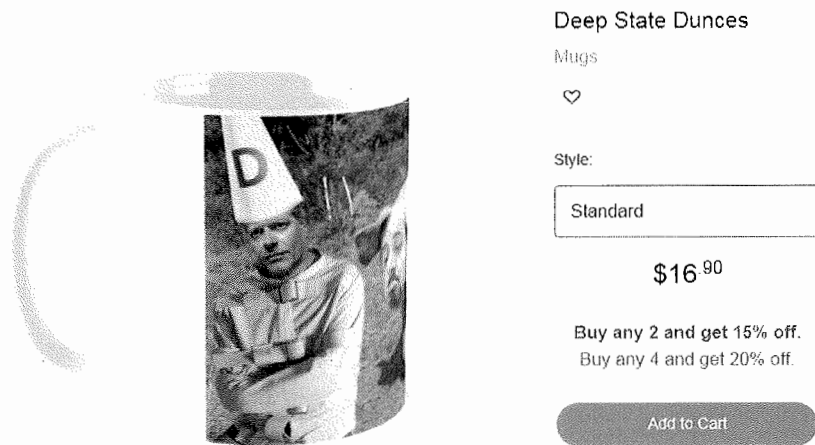 Deep State Dunces
Mugs
D
Style:
Standard
$16.90
Buy any 2 and get 15% off.
Buy any 4 and get 20% off.
Add to Cart